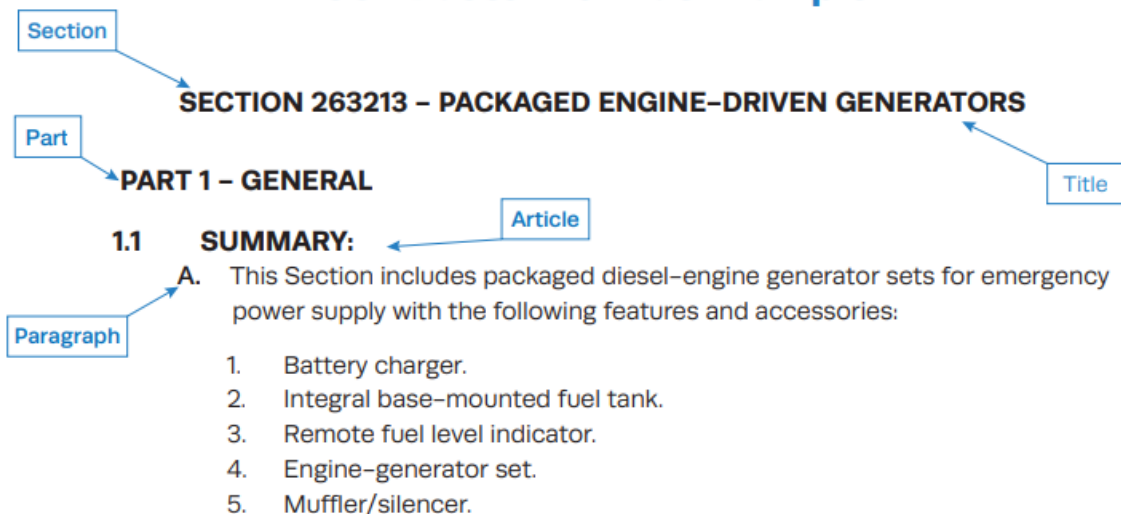 Section
SECTION 263213 – PACKAGED ENGINE–DRIVEN GENERATORS
Part
PART 1 – GENERAL
Title
Article
1.1 SUMMARY:
A. This Section includes packaged diesel–engine generator sets for emergency
power supply with the following features and accessories:
Paragraph
1. Battery charger.
2. Integral base–mounted fuel tank.
3. Remote fuel level indicator.
4. Engine–generator set.
5. Muffler/silencer.